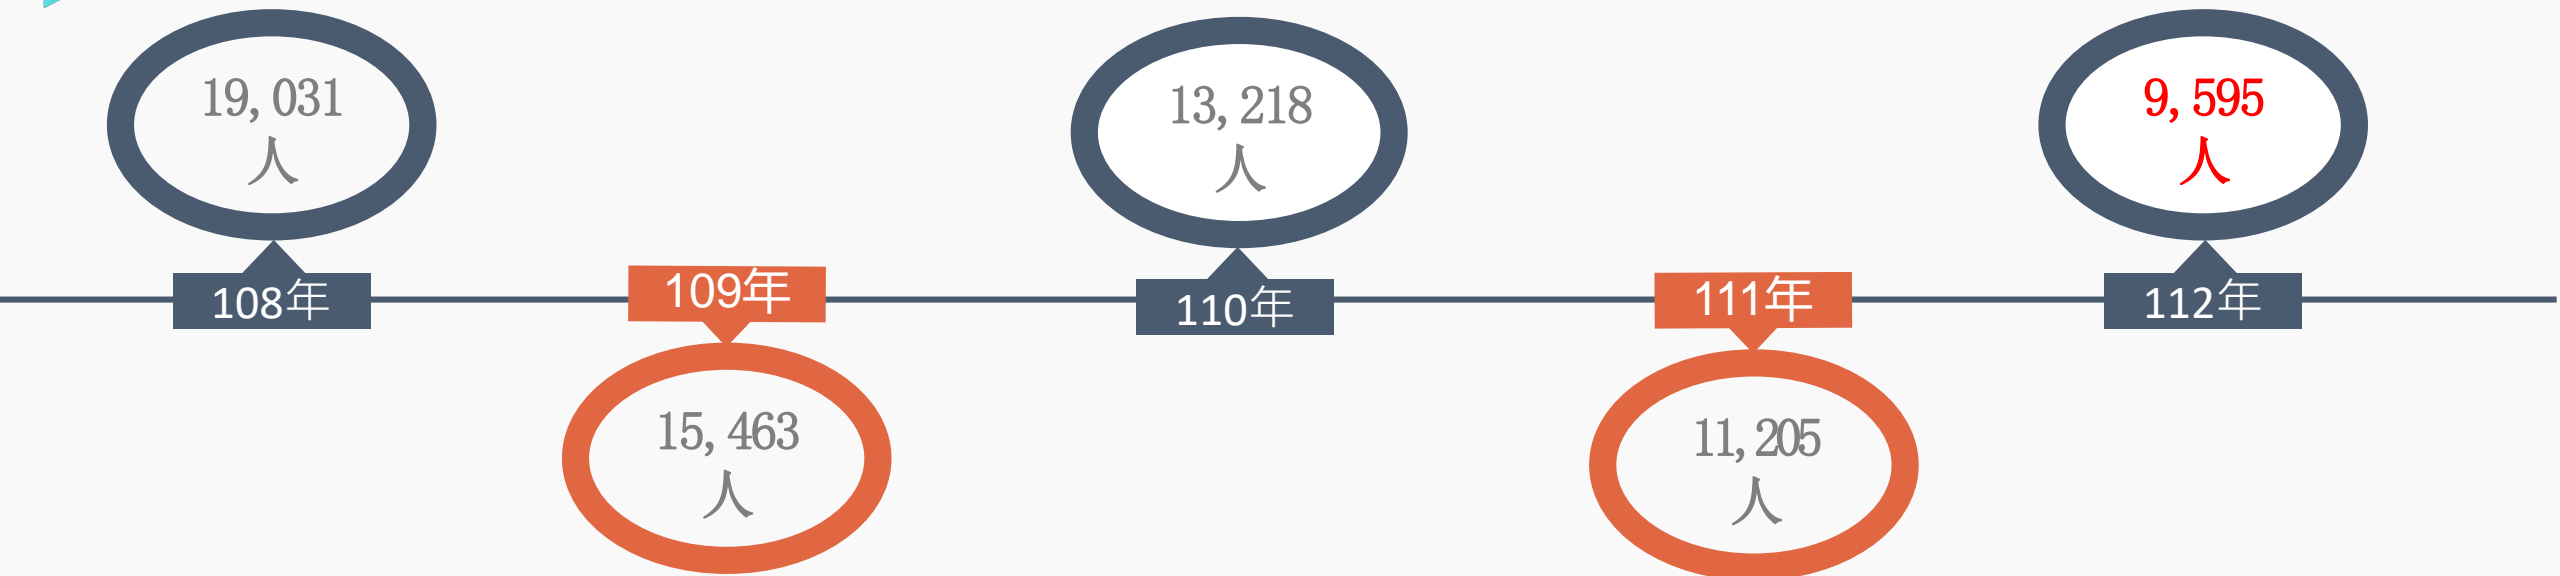 19,031
人
108年
109年
15,463
人
13,218
人
110年
111年
11,205
人
9,595
人
112年